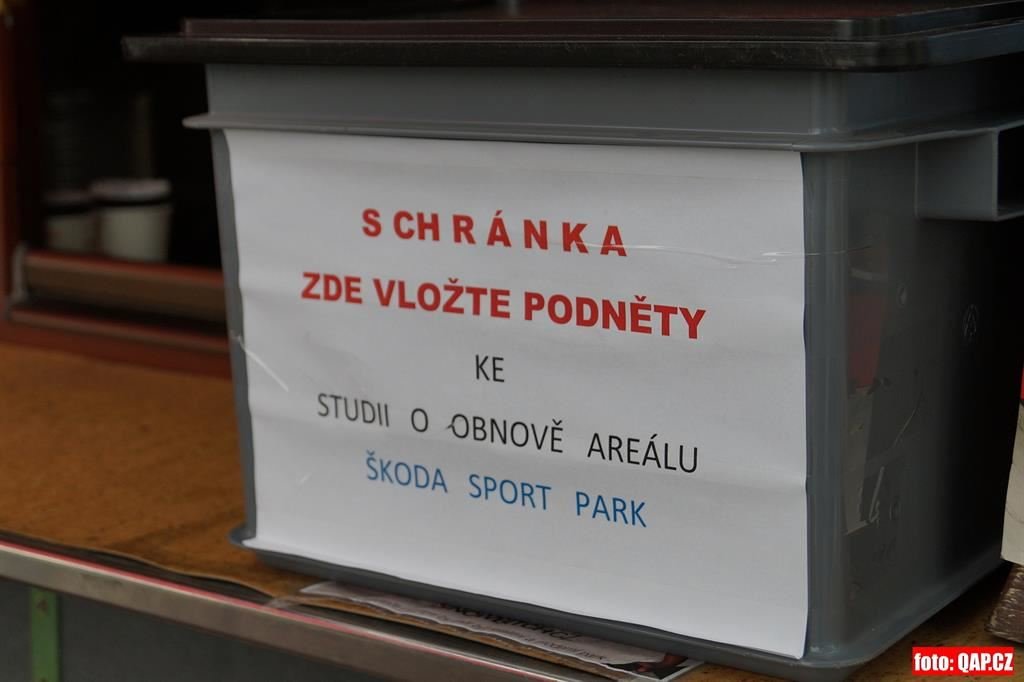 SCHRÁNKA
ZDE VLOŽTE PODNĚTY
KE
STUDII O OBNOVĚ AREÁLU
ŠKODA SPORT PARK
foto: QAP.CZ